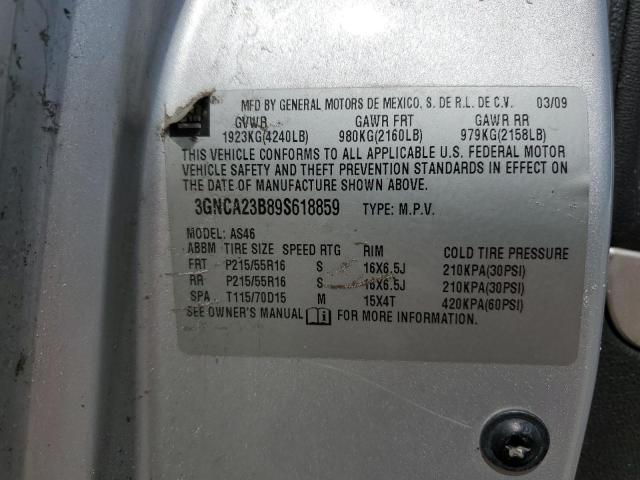 MFD BY GENERAL MOTORS DE MEXICO, S. DE R.L. DE C.V. 03/09
GVWR GAWR FRT GAWR RR
1923KG(4240LB) 980KG(2160LB) 979KG(2158LB)
THIS VEHICLE CONFORMS TO ALL APPLICABLE U.S. FEDERAL MOTOR
VEHICLE SAFETY AND THEFT PREVENTION STANDARDS IN EFFECT ON
THE DATE OF MANUFACTURE SHOWN ABOVE.
3GNCA23B89S618859 TYPE: M.P.V.
MODEL: AS46
ABBM TIRE SIZE SPEED RTG RIM COLD TIRE PRESSURE
FRT P215/55R16 S 16X6.5J 210KPA(30PSI)
RR P215/55R16 S 16X6.5J 210KPA(30PSI)
SPA T115/70D15 M 15X4T 420KPA(60PSI)
SEE OWNER'S MANUAL FOR MORE INFORMATION.